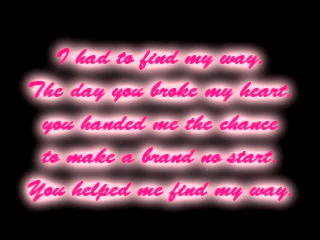 I had to find my way.
The day you broke my heart,
you handed me the chance
to make a brand no start.
You helped me find my way